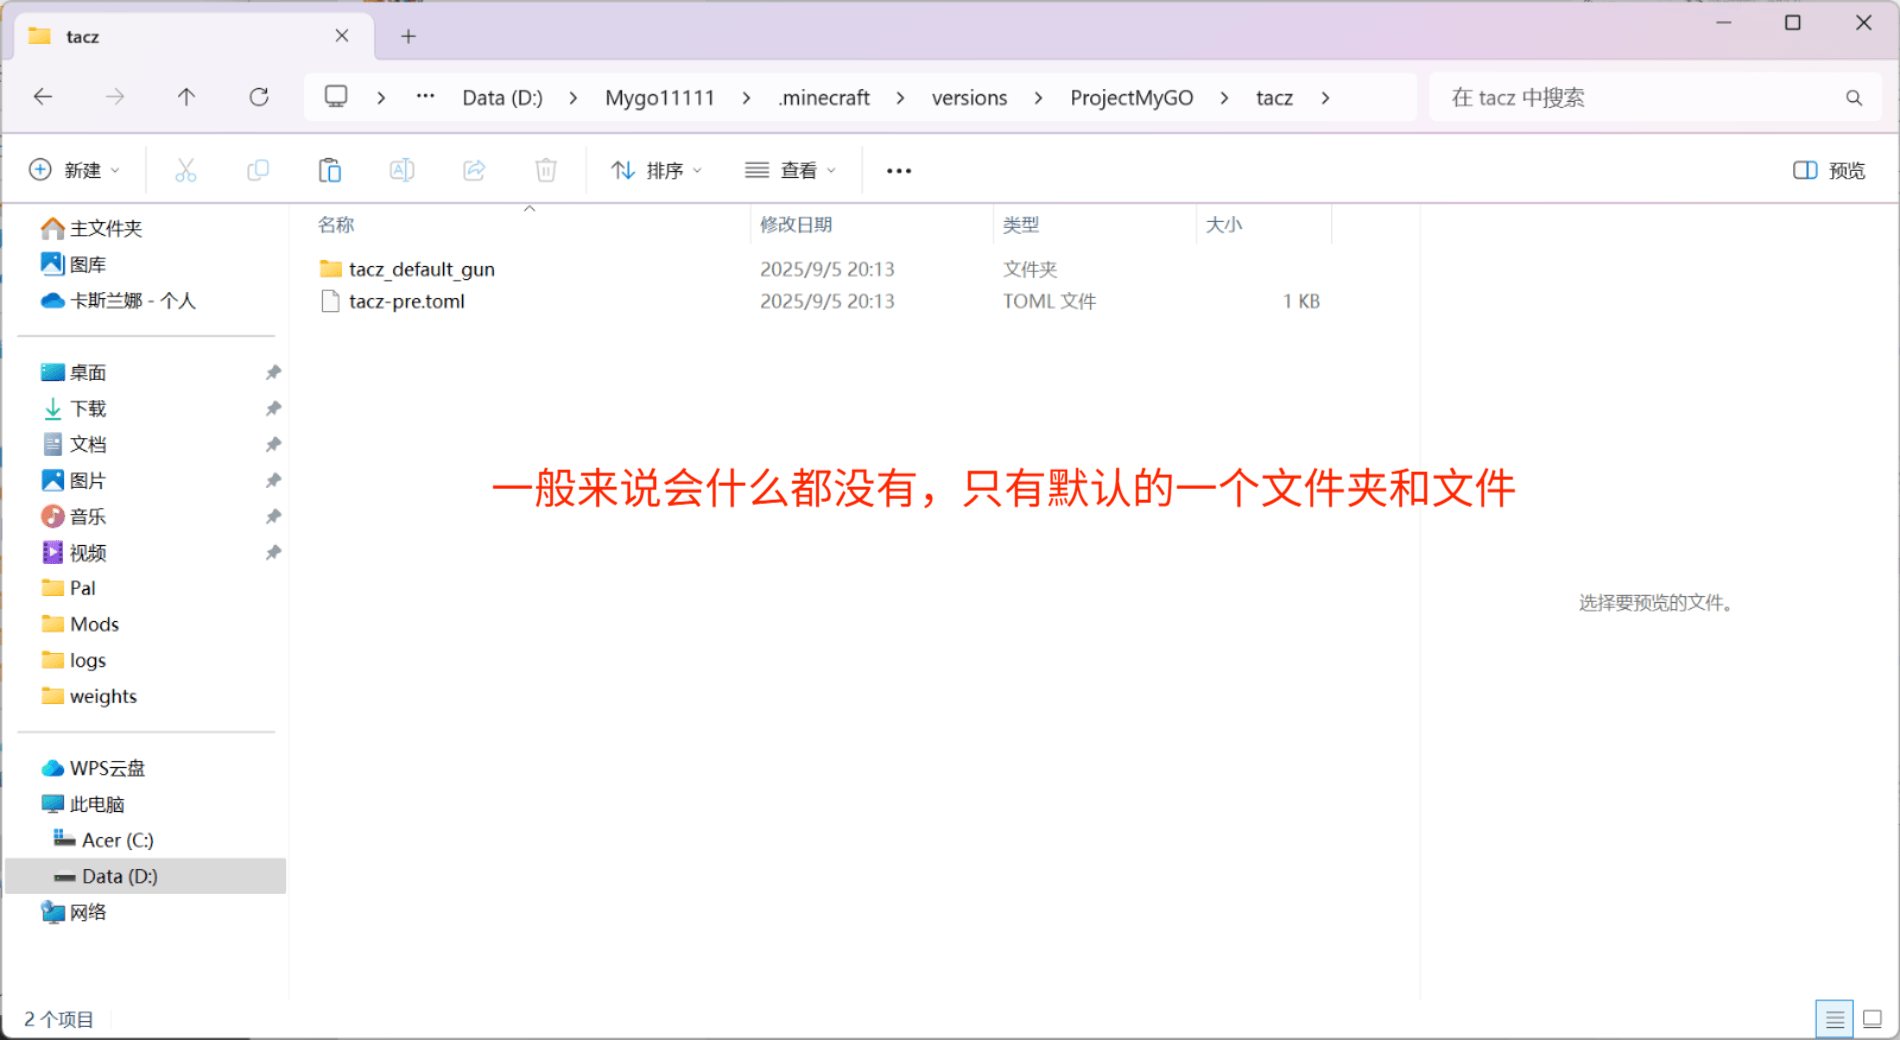 tacz
Data (D:) Mygo11111 .minecraft versions ProjectMyGO tacz
在 tacz 中搜索
新建 排序 查看 预览
名称 修改日期 类型 大小
tacz_default_gun 2025/9/5 20:13 文件夹
tacz-pre.toml 2025/9/5 20:13 TOML 文件 1 KB
主文件夹
图库
卡斯兰娜 - 个人
桌面
下载
文档
图片
音乐
视频
Pal
Mods
logs
weights
WPS云盘
此电脑
Acer (C:)
Data (D:)
网络
一般来说会什么都没有，只有默认的一个文件夹和文件
选择要预览的文件。
2 个项目